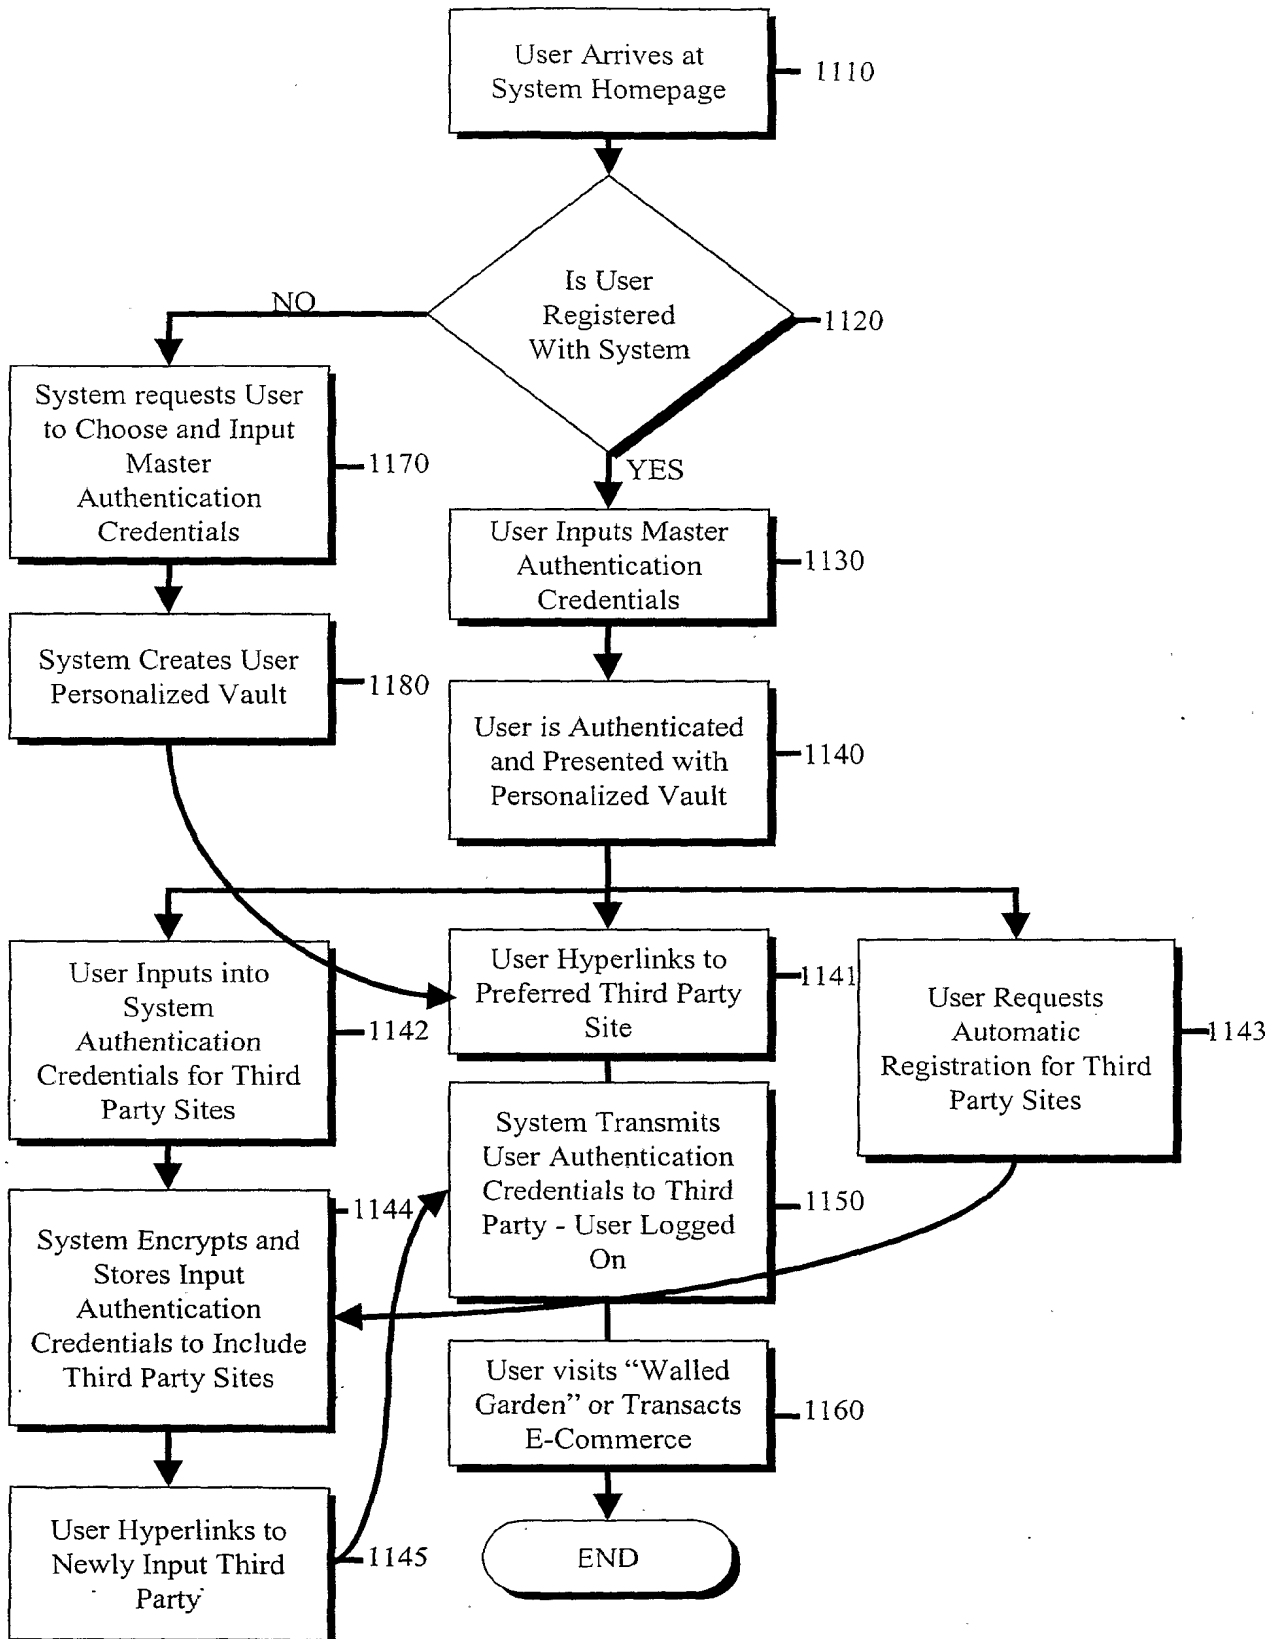 User Arrives at
System Homepage
1110
Is User
Registered
With System
1120
NO
YES
System requests User
to Choose and Input
Master
Authentication
Credentials
1170
User Inputs Master
Authentication
Credentials
1130
System Creates User
Personalized Vault
1180
User is Authenticated
and Presented with
Personalized Vault
1140
User Inputs into
System
Authentication
Credentials for Third
Party Sites
1142
User Hyperlinks to
Preferred Third Party
Site
1141
User Requests
Automatic
Registration for Third
Party Sites
1143
System Transmits
User Authentication
Credentials to Third
Party - User Logged
On
1150
System Encrypts and
Stores Input
Authentication
Credentials to Include
Third Party Sites
1144
User visits “Walled
Garden” or Transacts
E-Commerce
1160
User Hyperlinks to
Newly Input Third
Party
1145
END